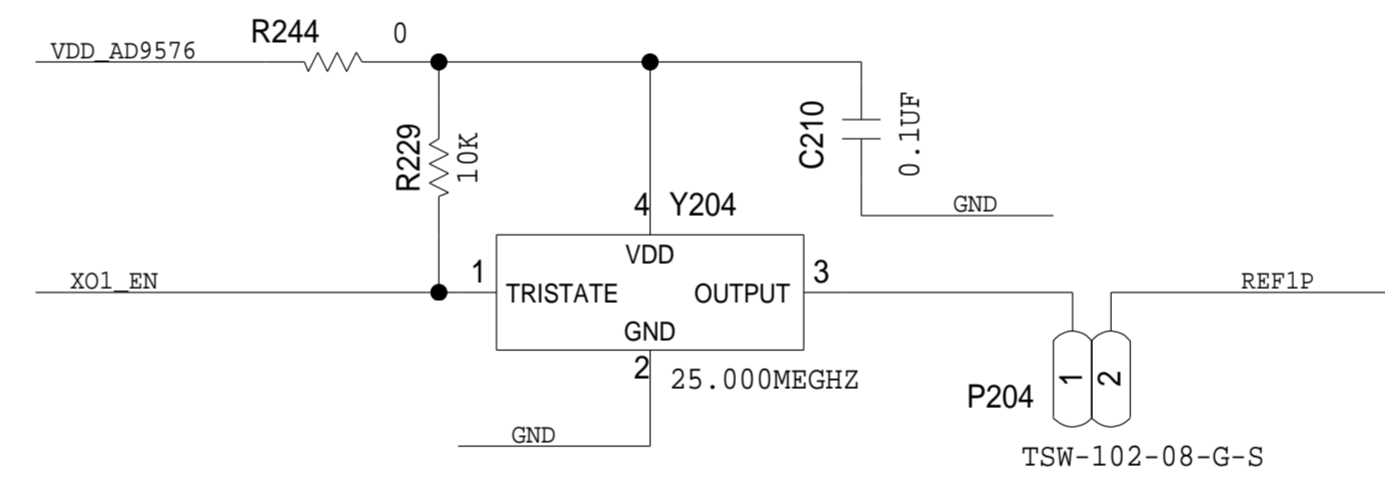 R244 0
VDD_AD9576
R229
10K
C210
0.1UF
GND
4 Y204
VDD
XO1_EN
1
TRISTATE
OUTPUT
3
REF1P
GND
2
25.000MEGHZ
GND
P204
1
2
TSW-102-08-G-S